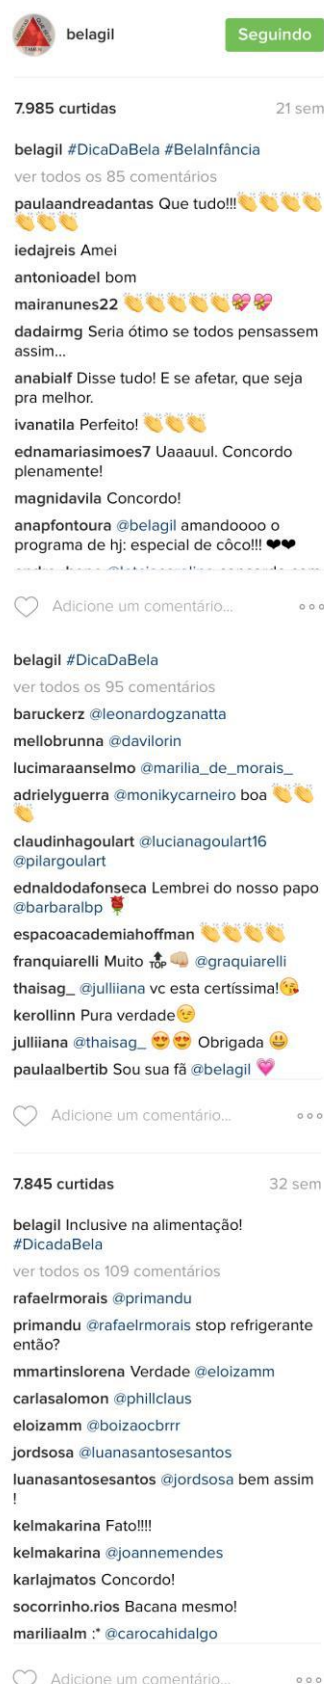 belagil
Seguindo
7.985 curtidas 21 sem
belagil #DicaDaBela #BelaInfância
ver todos os 85 comentários
paulaandreadantas Que tudo!!!👏👏👏👏
👏👏👏
iedajreis Amei
antonioadel bom
mairanunes22 👏👏👏👏👏💝💝
dadairmg Seria ótimo se todos pensassem
assim...
anabialf Disse tudo! E se afetar, que seja
pra melhor.
ivanatila Perfeito! 👏👏👏
ednamariasimoes7 Uaaauul. Concordo
plenamente!
magnidavila Concordo!
anapfontoura @belagil amandoooo o
programa de hj: especial de côco!!! ❤❤
Adicione um comentário...
belagil #DicaDaBela
ver todos os 95 comentários
baruckerz @leonardogzanatta
mellobrunna @davilorin
lucimaraanselmo @marilia_de_morais_
adrielyguerra @monikycarneiro boa 👏👏
👏
claudinhagoulart @lucianagoulart16
@pilargoulart
ednaldodafonseca Lembrei do nosso papo
@barbaralbp 🌹
espacoacademiahoffman 👏👏👏👏
franquiarelli Muito 🔝👊 @graquiarelli
thaisag_ @julliiana vc esta certíssima!😘
kerollinn Pura verdade😉
julliiana @thaisag_ 😍😍 Obrigada 😃
paulaalbertib Sou sua fã @belagil 💗
Adicione um comentário...
7.845 curtidas 32 sem
belagil Inclusive na alimentação!
#DicadaBela
ver todos os 109 comentários
rafaelrmorais @primandu
primandu @rafaelrmorais stop refrigerante
então?
mmartinslorena Verdade @eloizamm
carlasalomon @phillclaus
eloizamm @boizaocbrrr
jordsosa @luanasantosesantos
luanasantosesantos @jordsosa bem assim
!
kelmakarina Fato!!!!
kelmakarina @joannemendes
karlajmatos Concordo!
socorrinho.rios Bacana mesmo!
mariliaalm :* @carocahidalgo
Adicione um comentário...